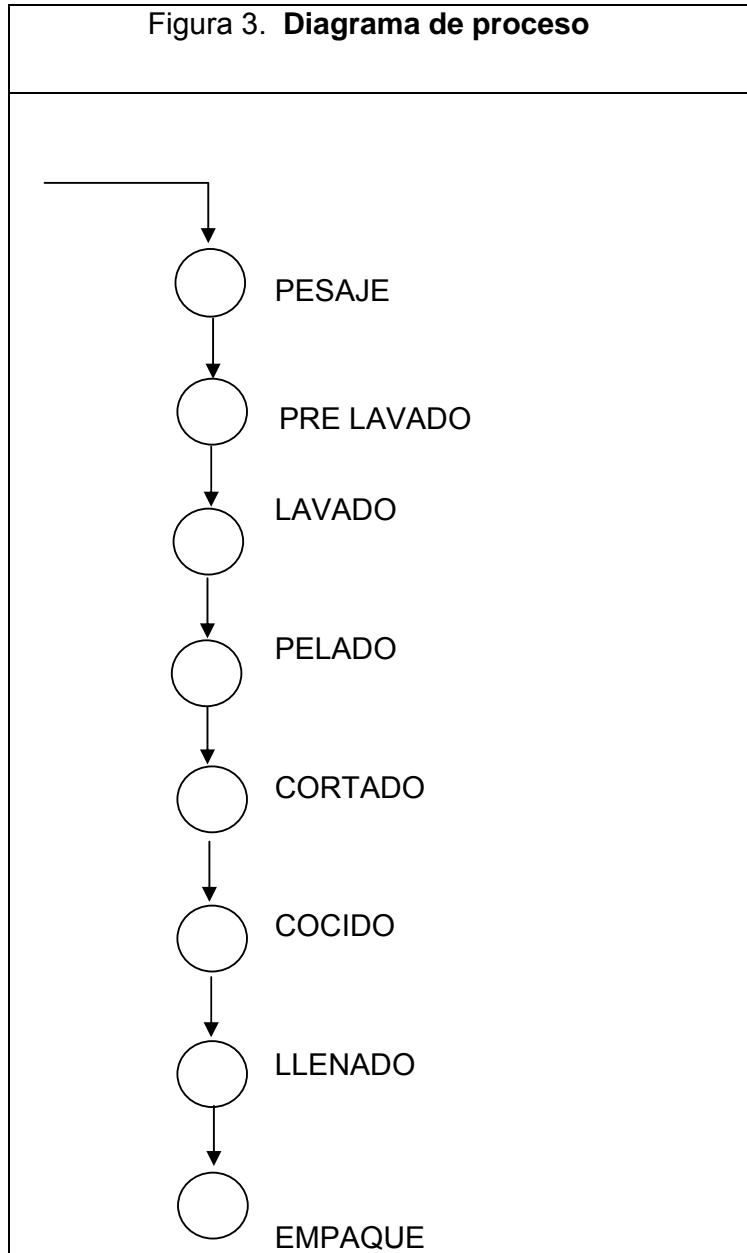 Figura 3. Diagrama de proceso
PESAJE
PRE LAVADO
LAVADO
PELADO
CORTADO
COCIDO
LLENADO
EMPAQUE